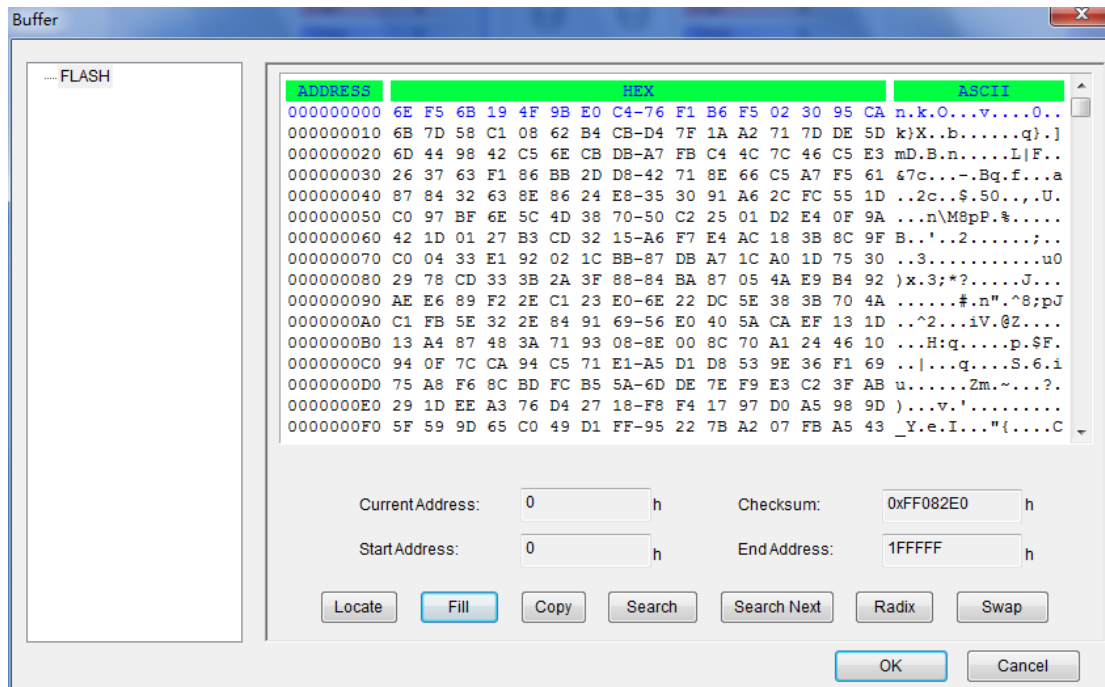 Buffer
FLASH
ADDRESS HEX ASCII
000000000 6E F5 6B 19 4F 9B E0 C4-76 F1 B6 F5 02 30 95 CA n.k.O...v....0..
000000010 6B 7D 58 C1 08 62 B4 CB-D4 7F 1A A2 71 7D DE 5D k}X..b......q}.]
000000020 6D 44 98 42 C5 6E CB DB-A7 FB C4 4C 7C 46 C5 E3 mD.B.n.....L|F..
000000030 26 37 63 F1 86 BB 2D D8-42 71 8E 66 C5 A7 F5 61 &7c...-.Bq.f...a
000000040 87 84 32 63 8E 86 24 E8-35 30 91 A6 2C FC 55 1D ..2c..$.50..,.U.
000000050 C0 97 BF 6E 5C 4D 38 70-50 C2 25 01 D2 E4 0F 9A ...n\M8pP.%.....
000000060 42 1D 01 27 B3 CD 32 15-A6 F7 E4 AC 18 3B 8C 9F B..'..2......;..
000000070 C0 04 33 E1 92 02 1C BB-87 DB A7 1C A0 1D 75 30 ..3...........u0
000000080 29 78 CD 33 3B 2A 3F 88-84 BA 87 05 4A E9 B4 92 )x.3;*?.....J...
000000090 AE E6 89 F2 2E C1 23 E0-6E 22 DC 5E 38 3B 70 4A ......#.n".^8;pJ
0000000A0 C1 FB 5E 32 2E 84 91 69-56 E0 40 5A CA EF 13 1D ..^2...iV.@Z....
0000000B0 13 A4 87 48 3A 71 93 08-8E 00 8C 70 A1 24 46 10 ...H:q.....p.$F.
0000000C0 94 0F 7C CA 94 C5 71 E1-A5 D1 D8 53 9E 36 F1 69 ..|...q....S.6.i
0000000D0 75 A8 F6 8C BD FC B5 5A-6D DE 7E F9 E3 C2 3F AB u......Zm.~...?.
0000000E0 29 1D EE A3 76 D4 27 18-F8 F4 17 97 D0 A5 98 9D )...v.'.........
0000000F0 5F 59 9D 65 C0 49 D1 FF-95 22 7B A2 07 FB A5 43 _Y.e.I..."{....C
Current Address: 0 h Checksum: 0xFF082E0 h
Start Address: 0 h End Address: 1FFFFF h
Locate Fill Copy Search Search Next Radix Swap
OK Cancel